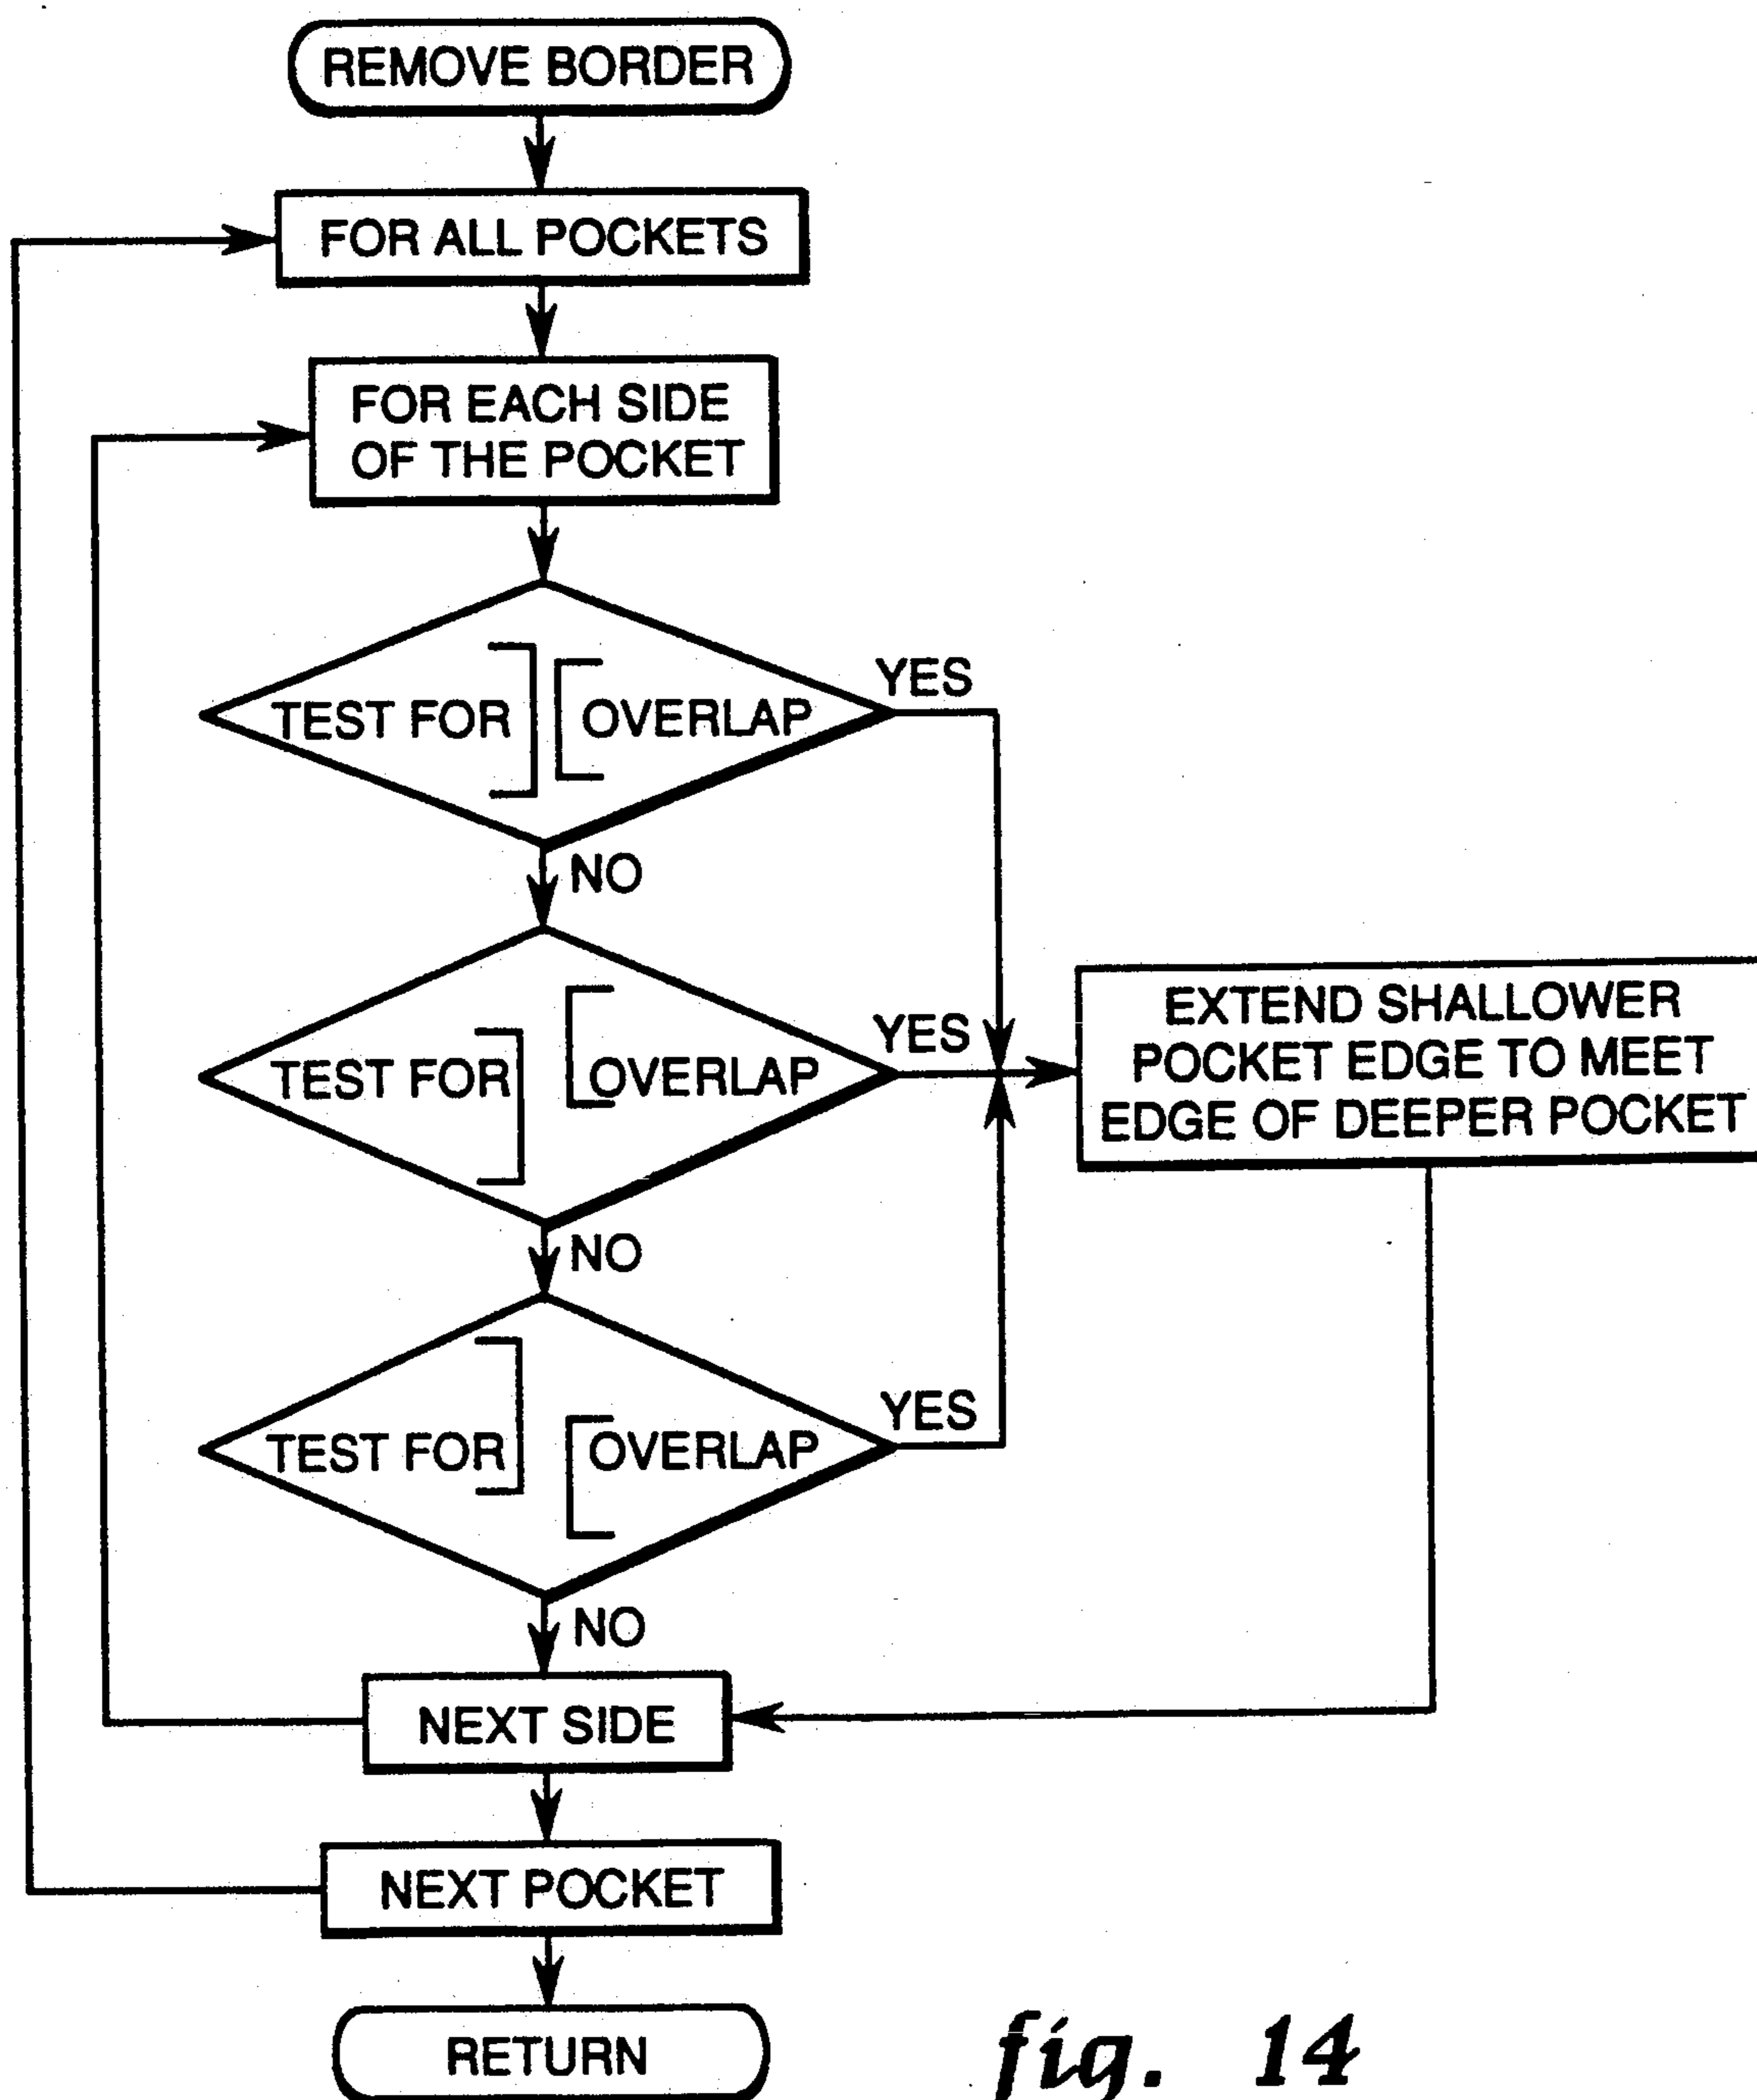 REMOVE BORDER
FOR ALL POCKETS
FOR EACH SIDE
OF THE POCKET
TEST FOR OVERLAP
YES
NO
TEST FOR OVERLAP
YES
EXTEND SHALLOWER
POCKET EDGE TO MEET
EDGE OF DEEPER POCKET
NO
TEST FOR OVERLAP
YES
NO
NEXT SIDE
NEXT POCKET
RETURN
fig. 14